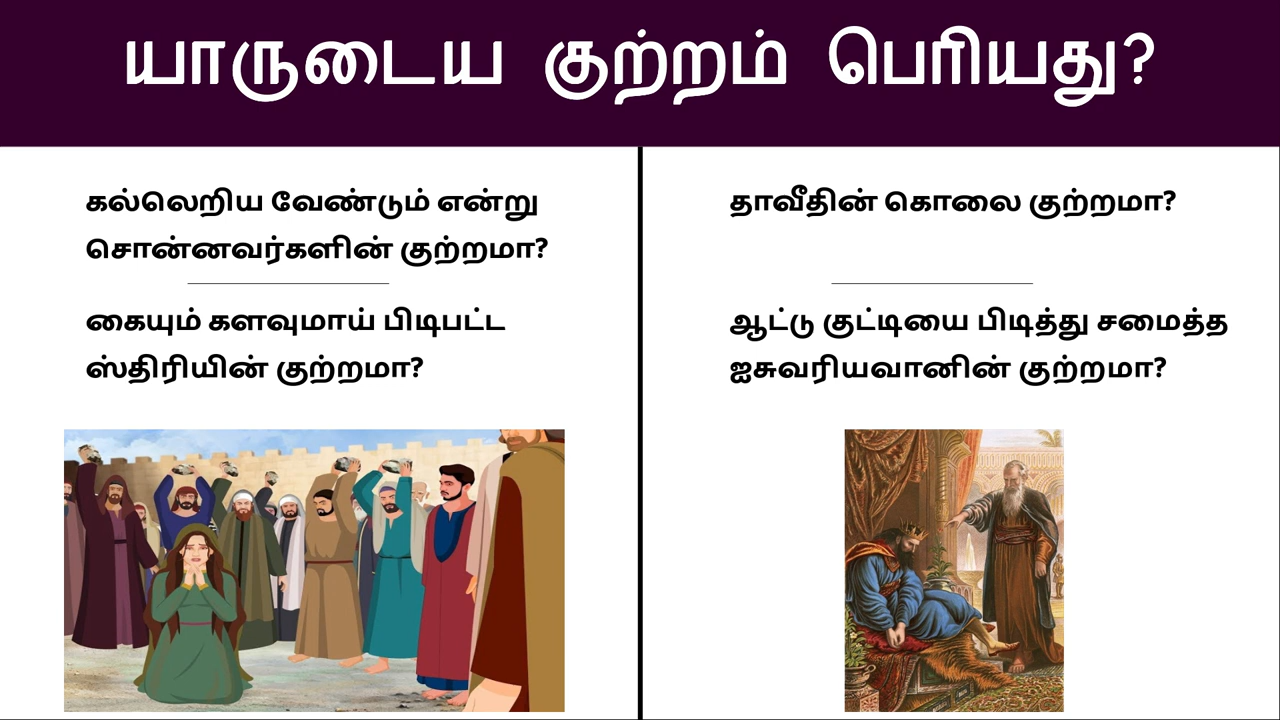 யாருடைய குற்றம் பெரியது?
கல்லெறிய வேண்டும் என்று
சொன்னவர்களின் குற்றமா?
கையும் களவுமாய் பிடிபட்ட
ஸ்திரியின் குற்றமா?
தாவீதின் கொலை குற்றமா?
ஆட்டு குட்டியை பிடித்து சமைத்த
ஐசுவரியவானின் குற்றமா?